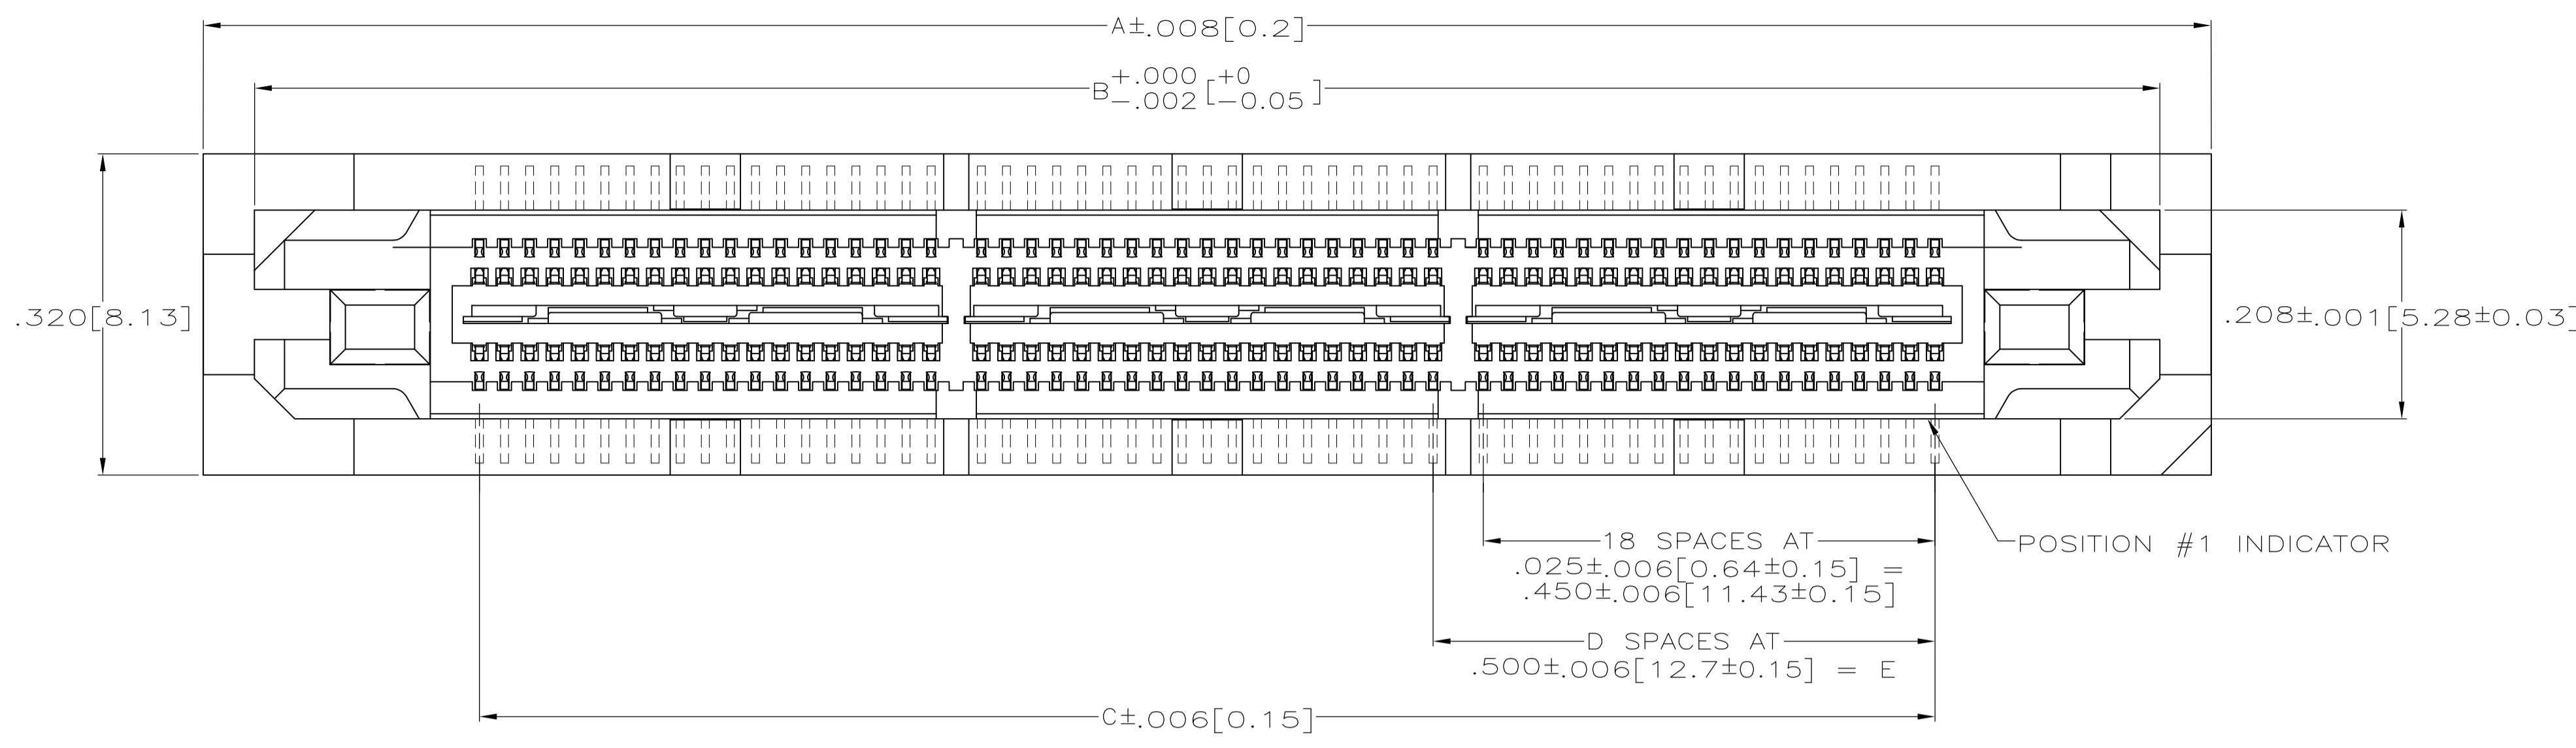 A±.008[0.2]
B+.000 -.002[+0 -0.05]
.320[8.13]
.208±.001[5.28±0.03]
18 SPACES AT
.025±.006[0.64±0.15] =
.450±.006[11.43±0.15]
POSITION #1 INDICATOR
D SPACES AT
.500±.006[12.7±0.15] = E
C±.006[0.15]